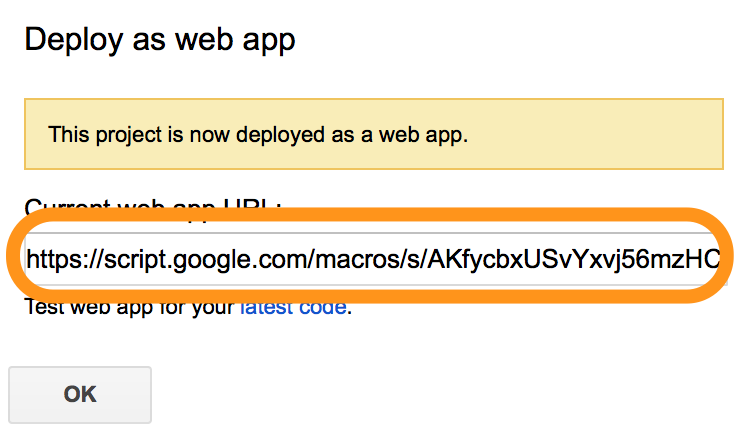 Deploy as web app
This project is now deployed as a web app.
Current web app URL:
https://script.google.com/macros/s/AKfycbxUSvYxvj56mzHC
Test web app for your latest code.
OK